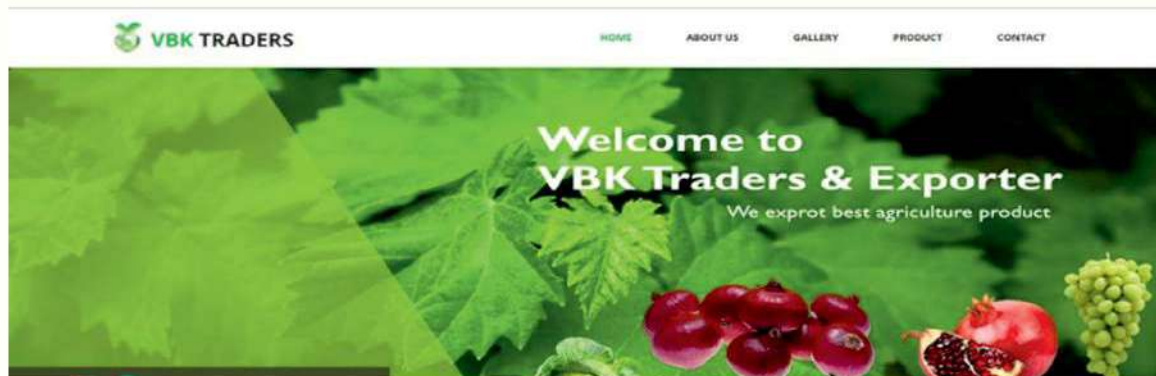 VBK TRADERS
HOME ABOUT US GALLERY PRODUCT CONTACT
Welcome to
VBK Traders & Exporter
We exprot best agriculture product